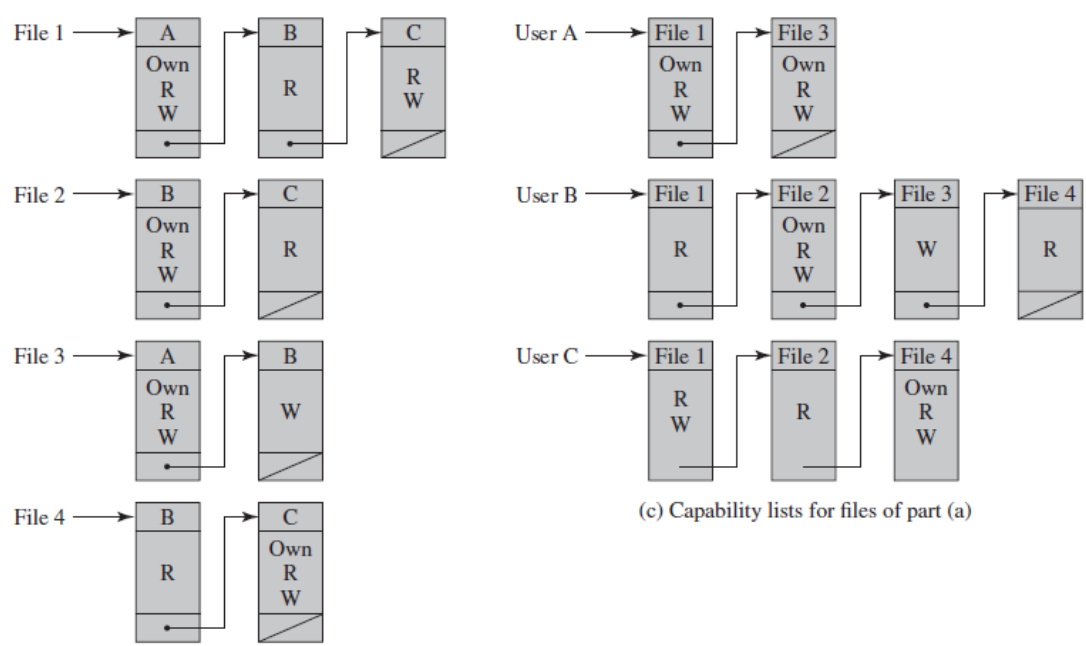 File 1
A
Own
R
W
B
R
C
R
W
File 2
B
Own
R
W
C
R
File 3
A
Own
R
W
B
W
File 4
B
R
C
Own
R
W
User A
File 1
Own
R
W
File 3
Own
R
W
User B
File 1
R
File 2
Own
R
W
File 3
W
File 4
R
User C
File 1
R
W
File 2
R
File 4
Own
R
W
(c) Capability lists for files of part (a)